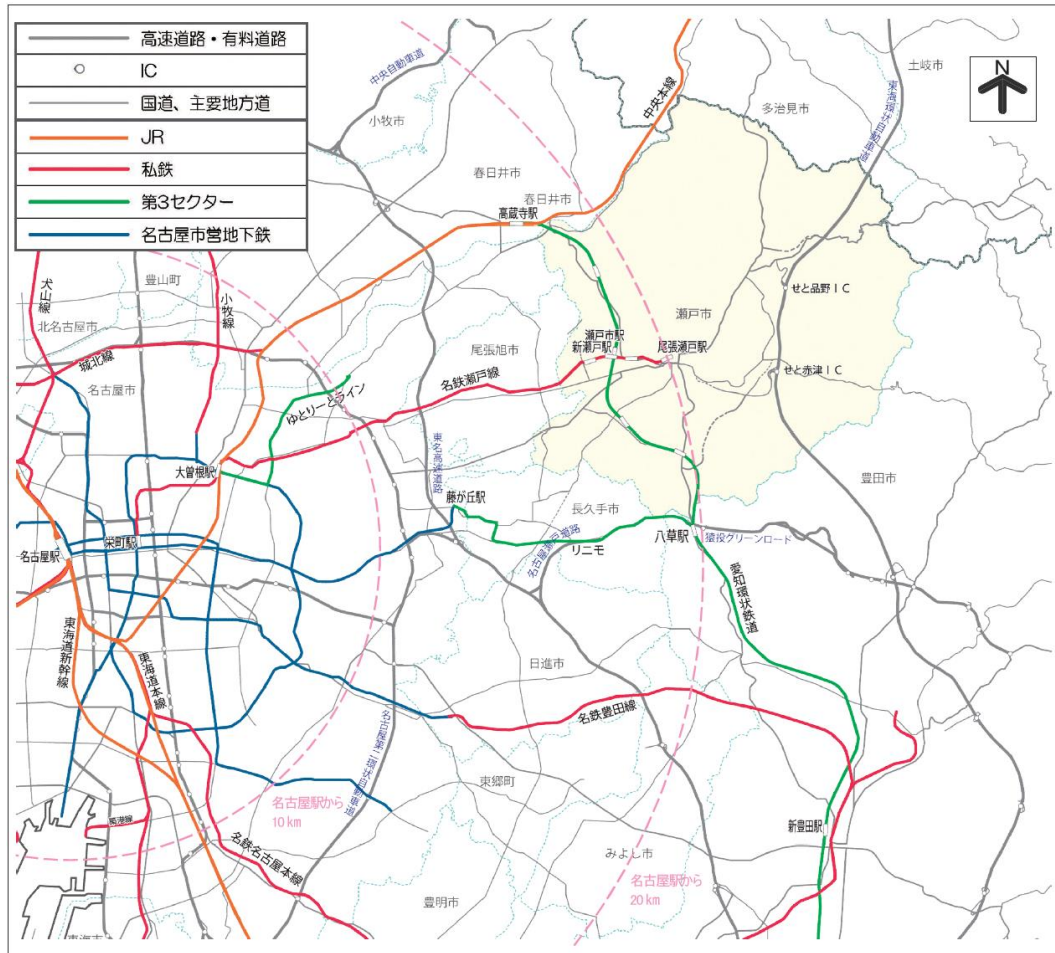 高速道路・有料道路
IC
国道、主要地方道
JR
私鉄
第3セクター
名古屋市営地下鉄
N
土岐市
多治見市
東海環状自動車道
中央自動車道
小牧市
中央本線
春日井市
春日井市
高蔵寺駅
犬山線
豊山町
小牧線
北名古屋市
城北線
名古屋市
尾張旭市
瀬戸市駅
新瀬戸駅
尾張瀬戸駅
瀬戸市
せと品野IC
せと赤津IC
名鉄瀬戸線
ゆとりーとライン
東名高速道路
大曽根駅
藤が丘駅
長久手市
豊田市
栄町駅
名古屋駅
名古屋瀬戸道路
リニモ
八草駅
猿投グリーンロード
愛知環状鉄道
東海道新幹線
東海道本線
日進市
名鉄豊田線
名古屋第二環状自動車道
東郷町
名古屋駅から
10km
築港線
名鉄名古屋本線
新豊田駅
みよし市
名古屋駅から
20km
豊明市
東海市